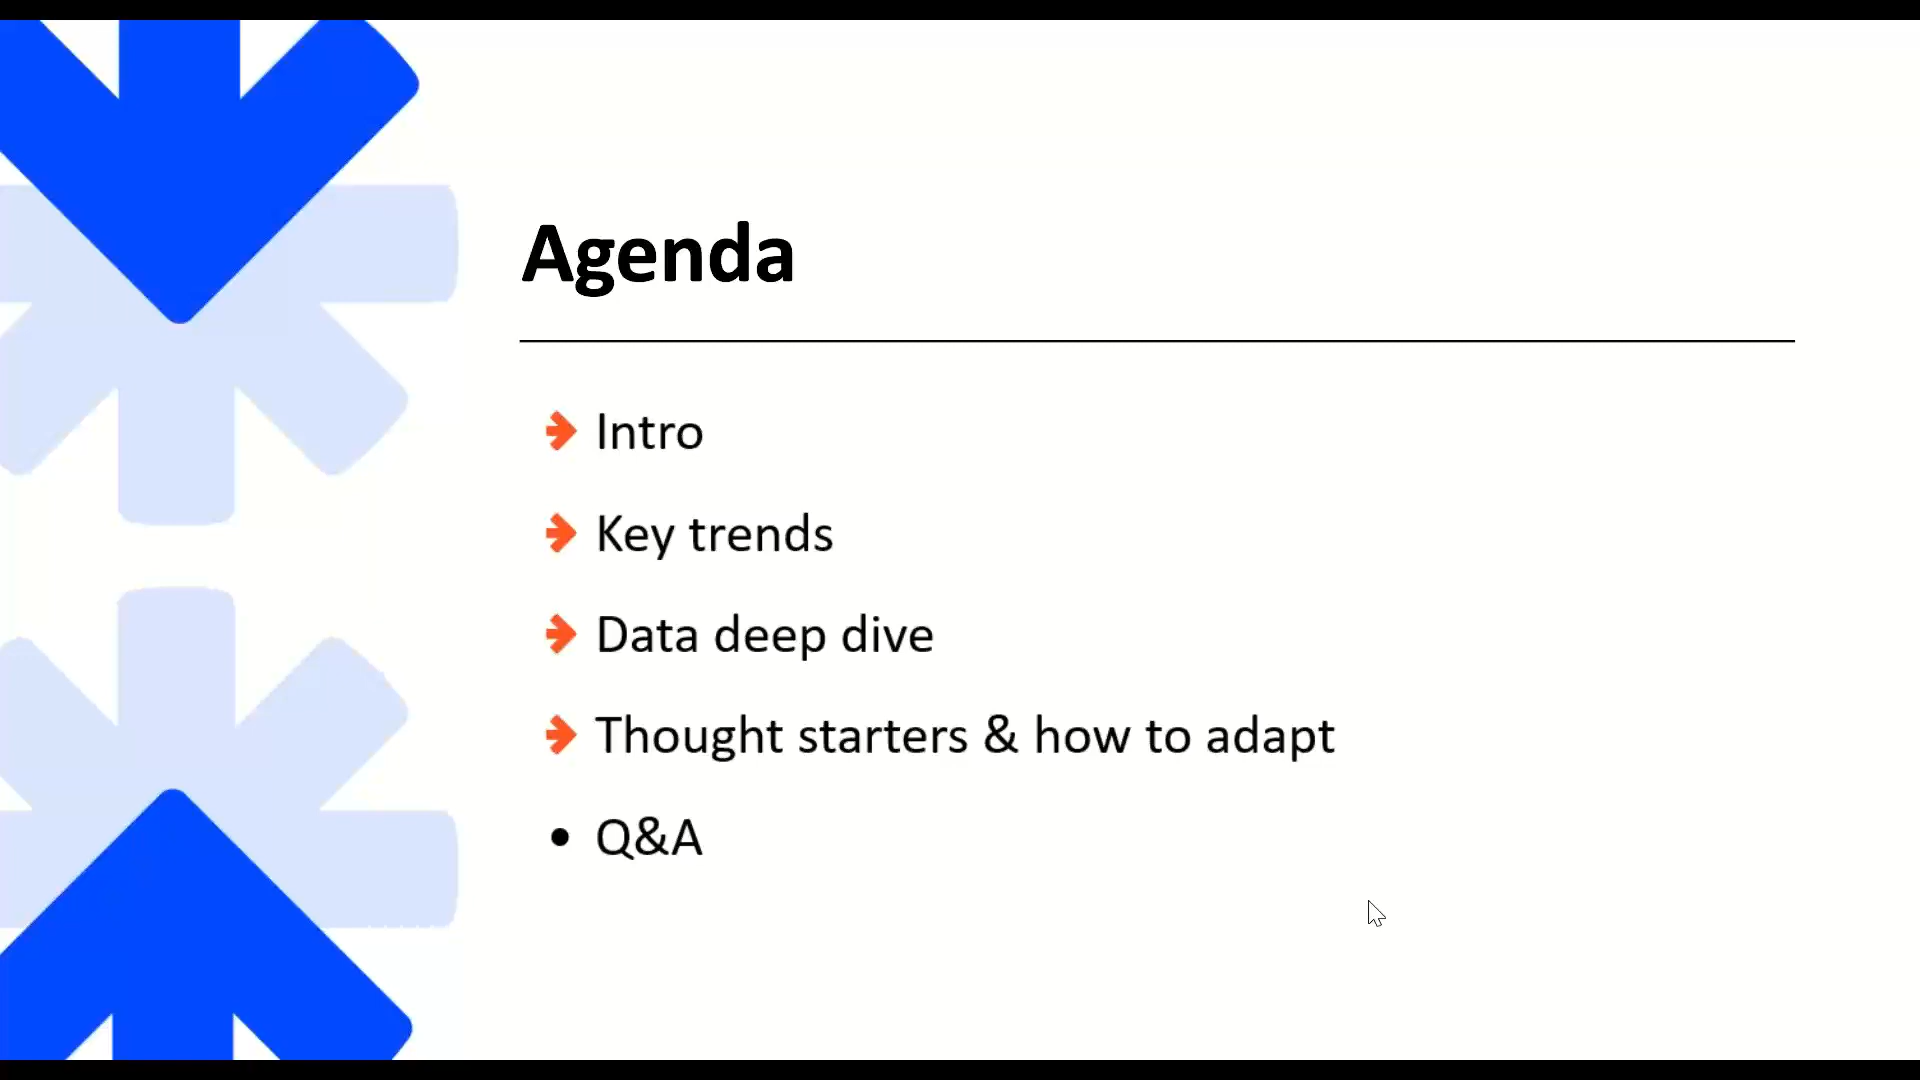 Agenda
Intro
Key trends
Data deep dive
Thought starters & how to adapt
Q&A